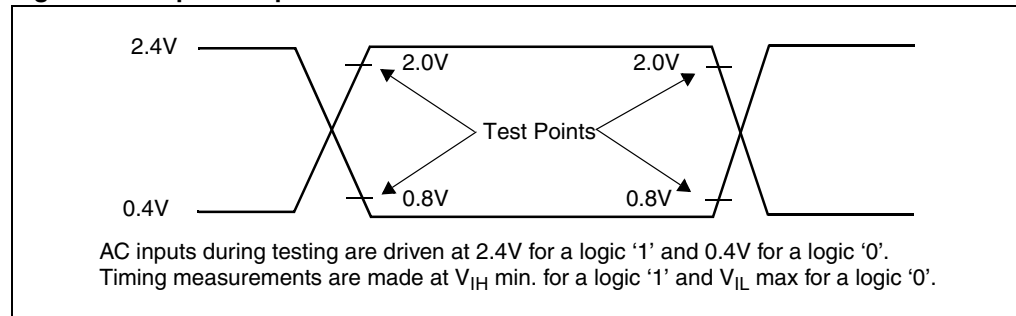 2.4V
2.0V 2.0V
Test Points
0.8V 0.8V
0.4V
AC inputs during testing are driven at 2.4V for a logic ‘1’ and 0.4V for a logic ‘0’.
Timing measurements are made at VIH min. for a logic ‘1’ and VIL max for a logic ‘0’.